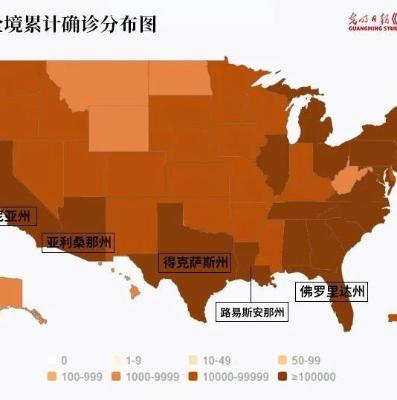 境累计确诊分布图
光明日报
GUANGMING
亚州
亚利桑那州
得克萨斯州
路易斯安那州
佛罗里达州
0
1-9
10-49
50-99
100-999
1000-9999
10000-99999
≥100000